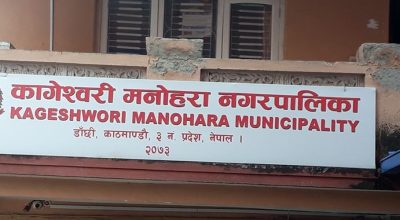 कागेश्वरी मनोहरा नगरपालिका
KAGESHWORI MANOHARA MUNICIPALITY
डाँछी, काठमाण्डौ, ३ नं. प्रदेश, नेपाल ।
२०७३